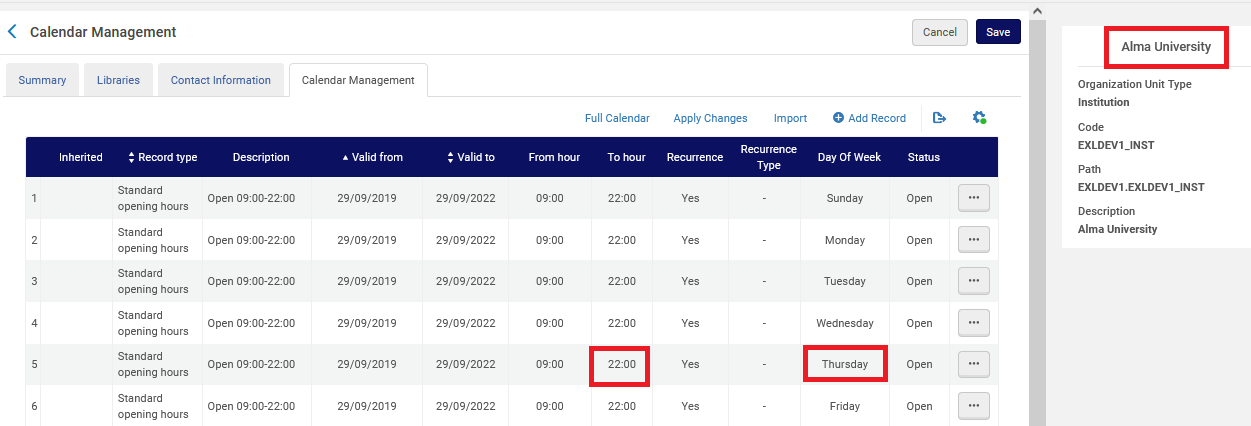 Calendar Management
Cancel
Save
Summary
Libraries
Contact Information
Calendar Management
Full Calendar
Apply Changes
Import
Add Record
Inherited Record type Description Valid from Valid to From hour To hour Recurrence Recurrence Type Day Of Week Status
1 Standard opening hours Open 09:00-22:00 29/09/2019 29/09/2022 09:00 22:00 Yes - Sunday Open
2 Standard opening hours Open 09:00-22:00 29/09/2019 29/09/2022 09:00 22:00 Yes - Monday Open
3 Standard opening hours Open 09:00-22:00 29/09/2019 29/09/2022 09:00 22:00 Yes - Tuesday Open
4 Standard opening hours Open 09:00-22:00 29/09/2019 29/09/2022 09:00 22:00 Yes - Wednesday Open
5 Standard opening hours Open 09:00-22:00 29/09/2019 29/09/2022 09:00 22:00 Yes - Thursday Open
6 Standard opening hours Open 09:00-22:00 29/09/2019 29/09/2022 09:00 22:00 Yes - Friday Open
Alma University
Organization Unit Type
Institution
Code
EXLDEV1_INST
Path
EXLDEV1.EXLDEV1_INST
Description
Alma University